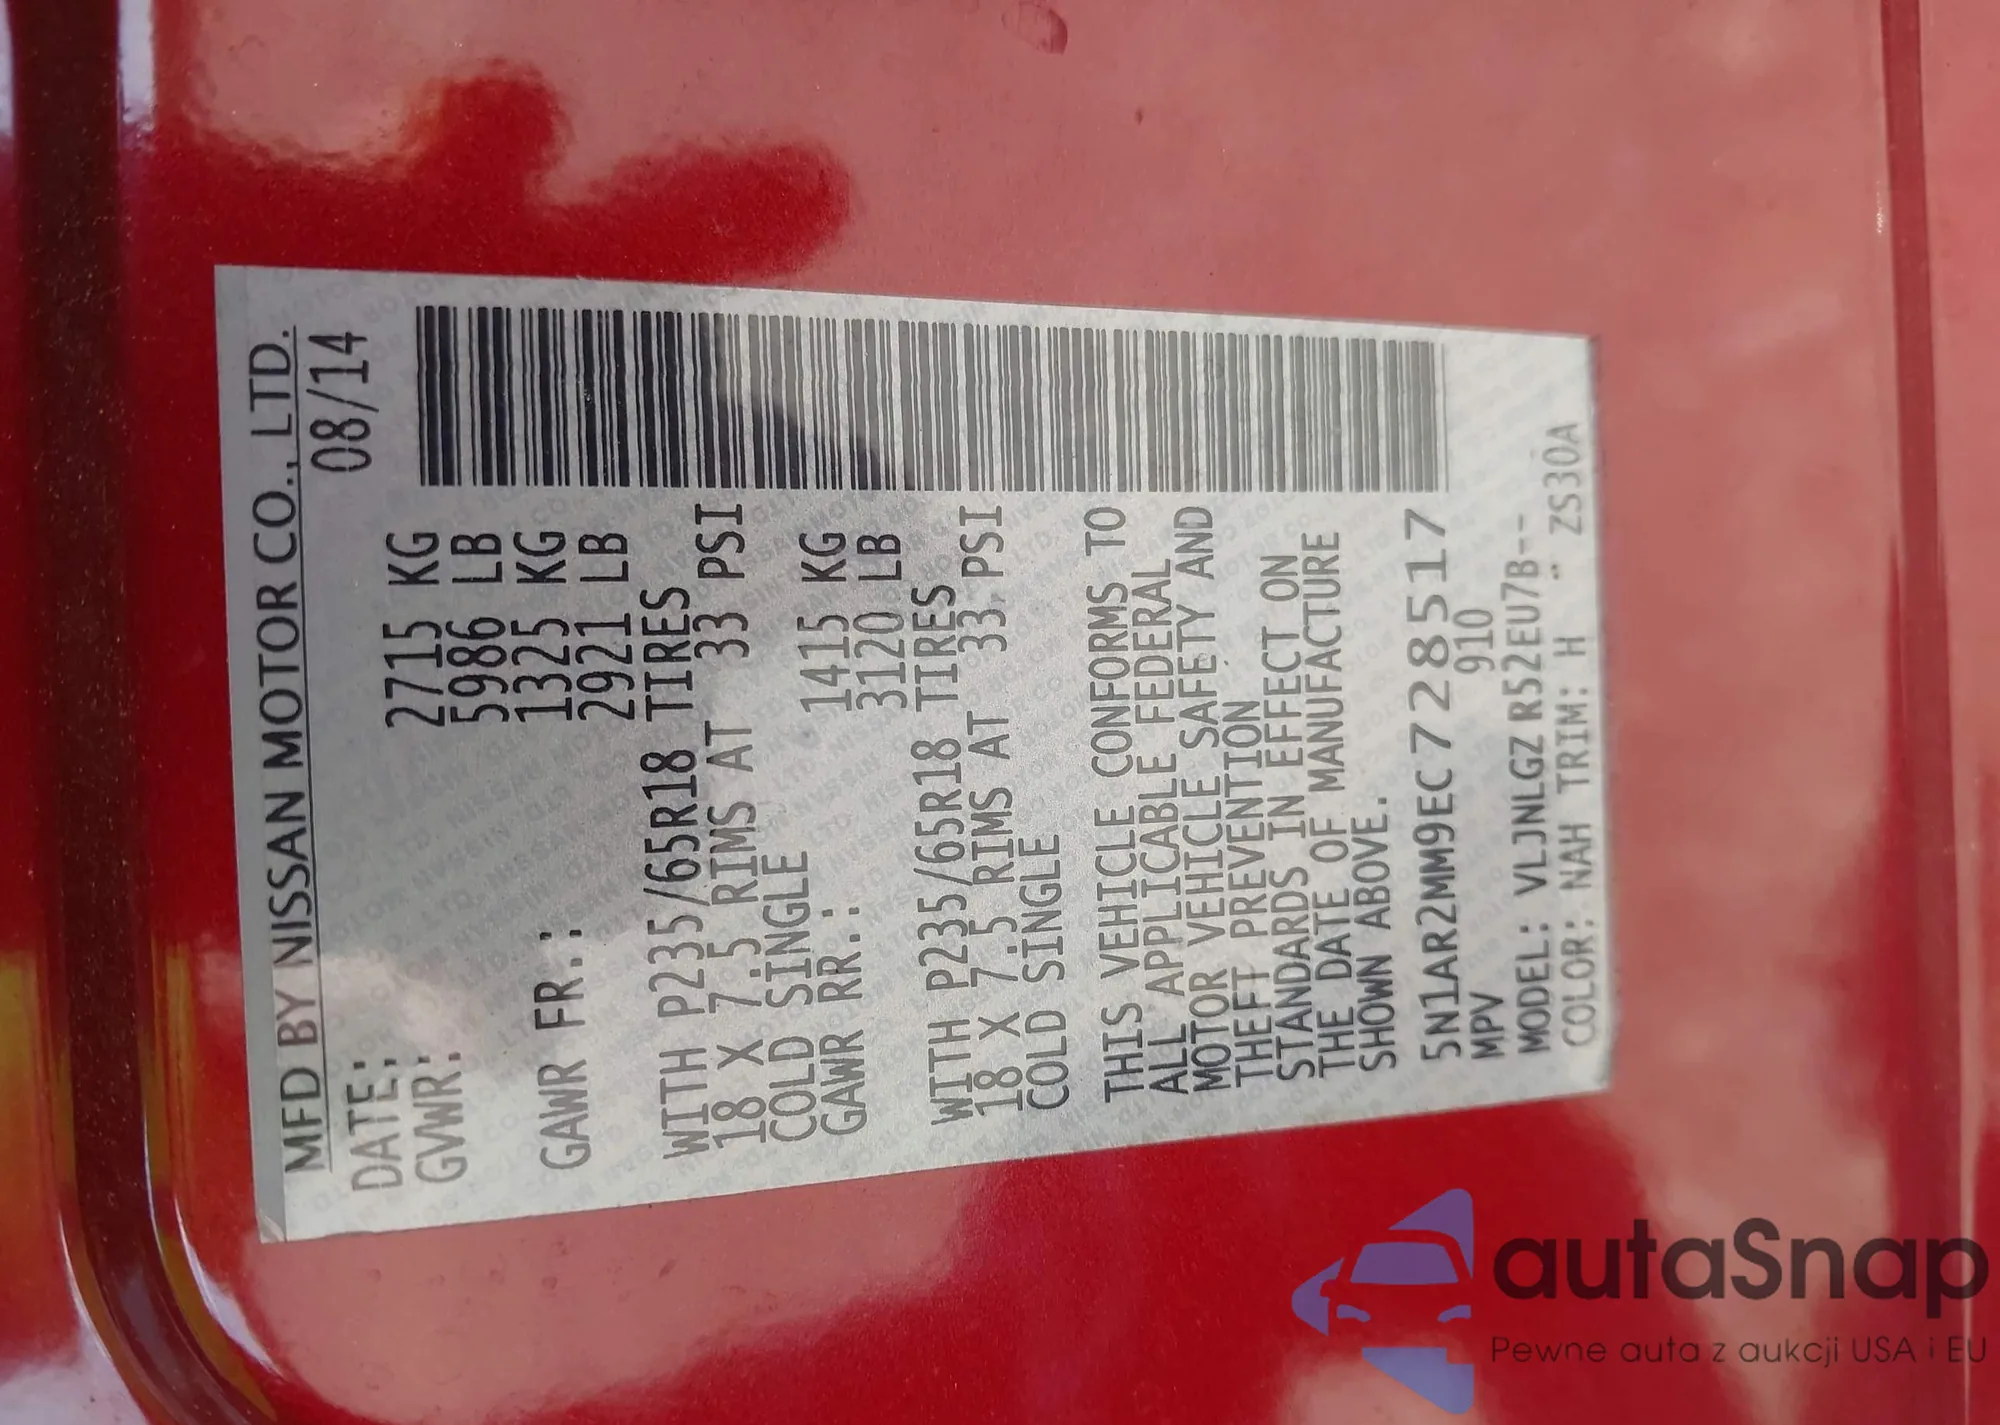 MFD BY NISSAN MOTOR CO., LTD.
DATE: 08/14
GVWR: 2715 KG
5986 LB
GAWR FR.: 1325 KG
2921 LB
WITH P235/65R18 TIRES
18 X 7.5 RIMS AT 33 PSI
COLD SINGLE
GAWR RR.: 1415 KG
3120 LB
WITH P235/65R18 TIRES
18 X 7.5 RIMS AT 33 PSI
COLD SINGLE
THIS VEHICLE CONFORMS TO
ALL APPLICABLE FEDERAL
MOTOR VEHICLE SAFETY AND
THEFT PREVENTION
STANDARDS IN EFFECT ON
THE DATE OF MANUFACTURE
SHOWN ABOVE.
5N1AR2MM9EC728517
MPV 910
MODEL: VLJNLGZ R52EU7B--
COLOR: NAH TRIM: H -- ZS30A
autaSnap
Pewne auta z aukcji USA i EU